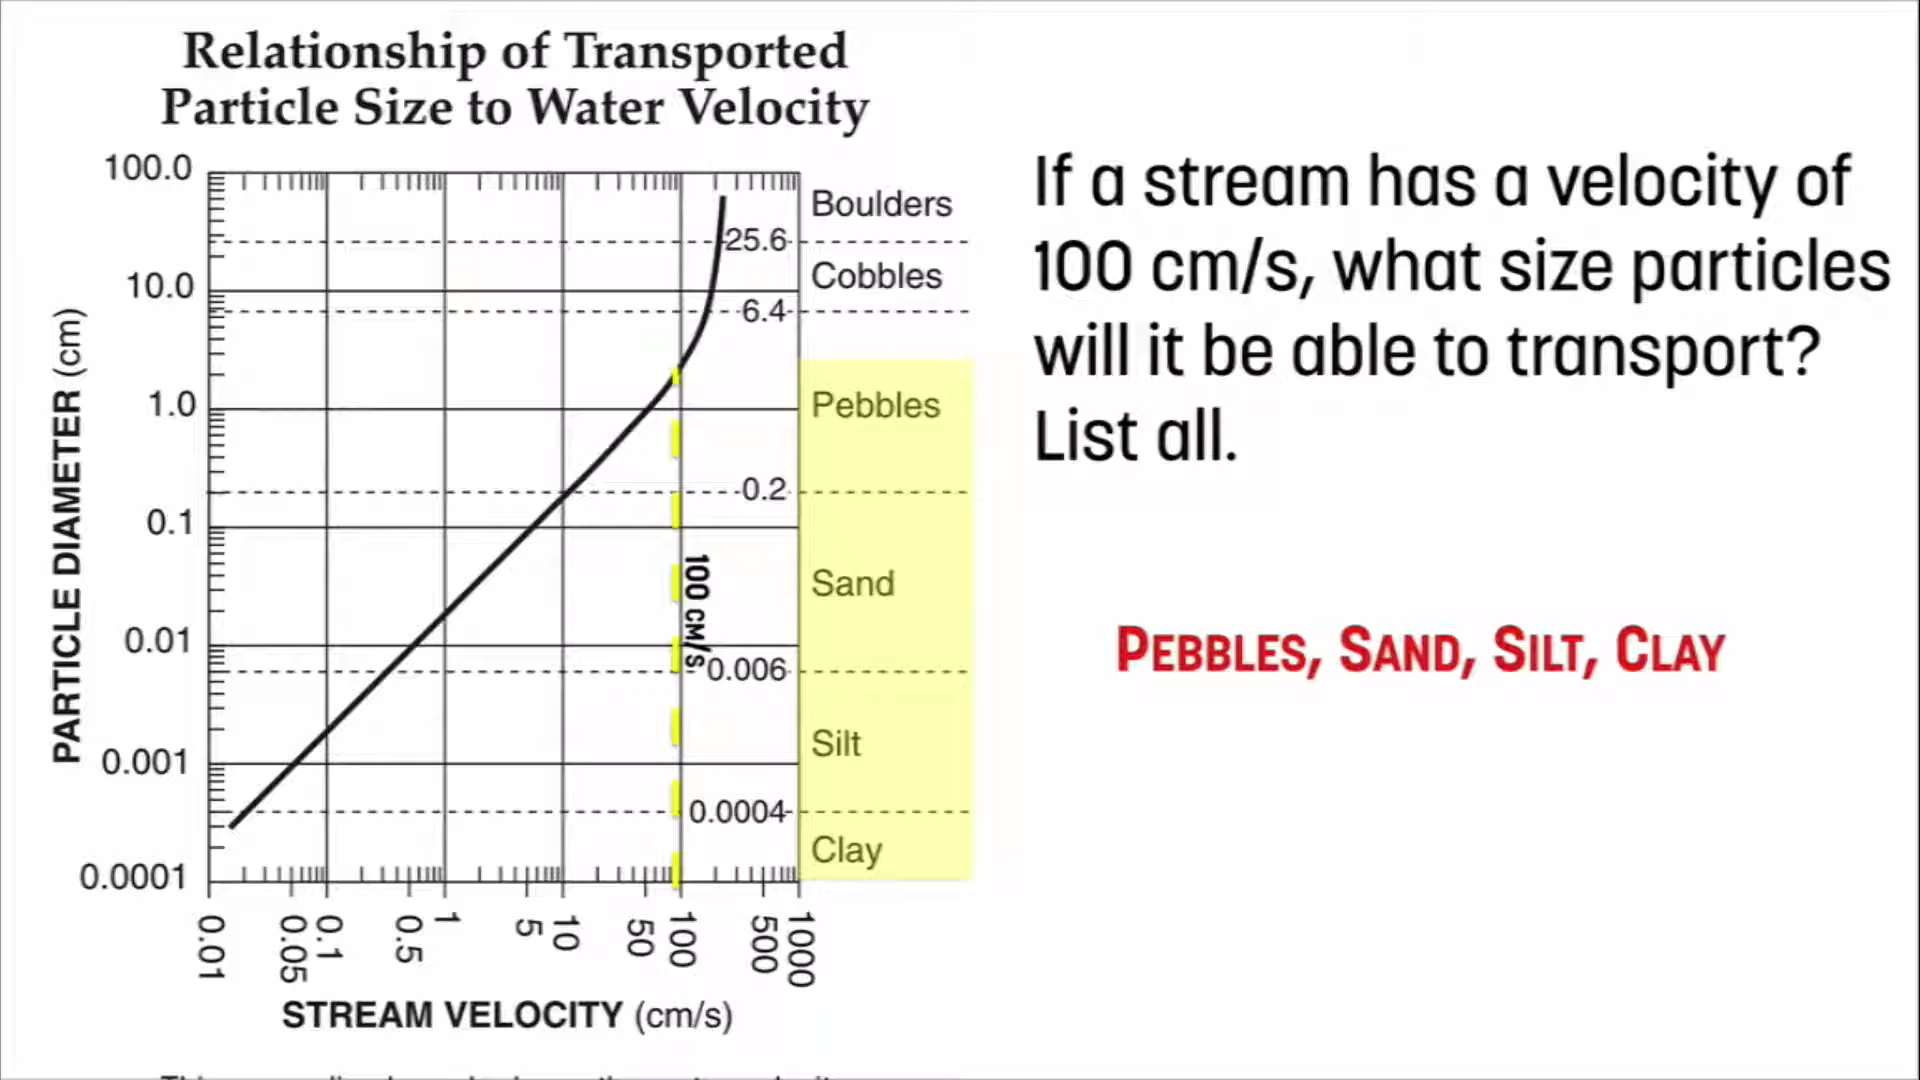 Relationship of Transported
Particle Size to Water Velocity
PARTICLE DIAMETER (cm)
100.0
10.0
1.0
0.1
0.01
0.001
0.0001
Boulders
25.6
Cobbles
6.4
Pebbles
0.2
Sand
100 CM/S
0.006
Silt
0.0004
Clay
0.01
0.05
0.1
0.5
1
5
10
50
100
500
1000
STREAM VELOCITY (cm/s)
If a stream has a velocity of
100 cm/s, what size particles
will it be able to transport?
List all.
PEBBLES, SAND, SILT, CLAY